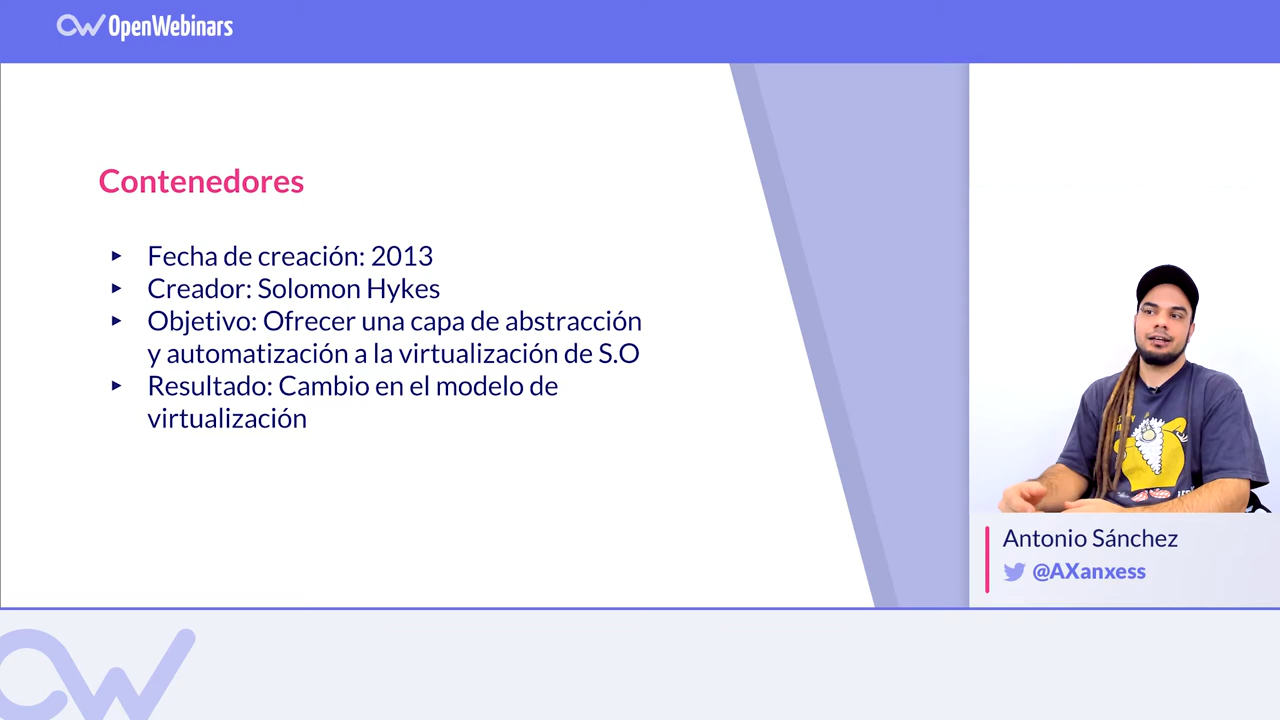 OpenWebinars
Contenedores
▸ Fecha de creación: 2013
▸ Creador: Solomon Hykes
▸ Objetivo: Ofrecer una capa de abstracción
y automatización a la virtualización de S.O
▸ Resultado: Cambio en el modelo de
virtualización
Antonio Sánchez
@AXanxess